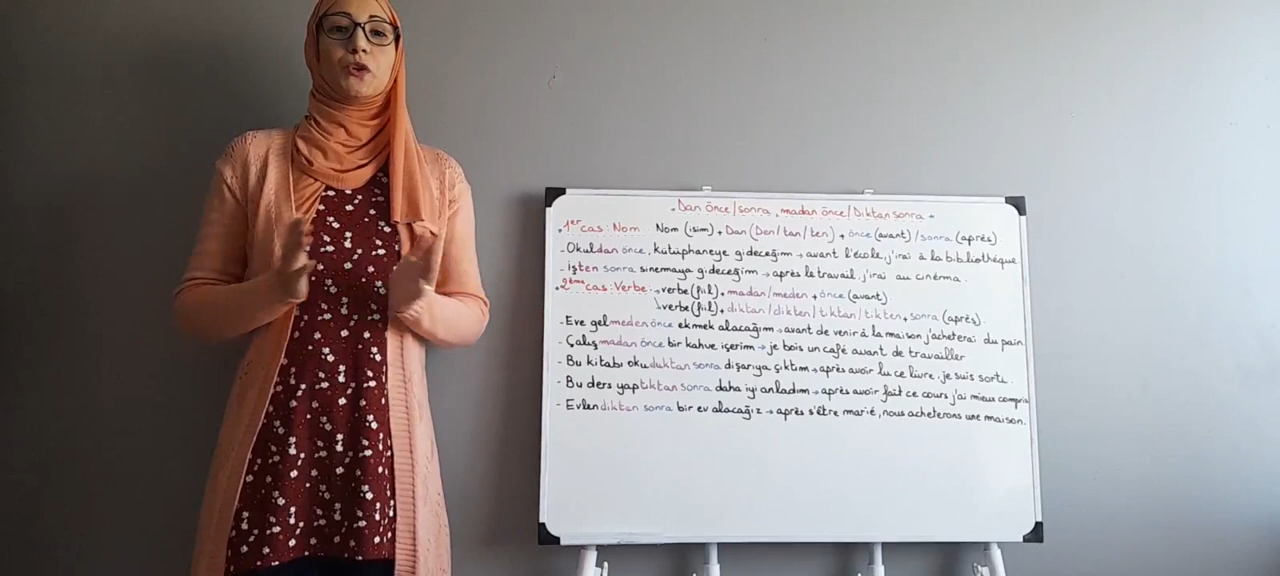 Dan önce/sonra, madan önce/Diktan sonra
1er cas: Nom Nom (isim) + Dan (Den/tan/ten) + önce (avant) /sonra (après)
- Okuldan önce, kütüphaneye gideceğim → avant l'école, j'irai à la bibliothéque
- işten sonra sinemaya gideceğim → après le travail, j'irai au cinéma.
2ème cas: Verbe: → verbe (fiil) + madan/meden + önce (avant).
verbe (fiil) + diktan/dikten/tiktan/tikten + sonra (après).
- Eve gelmeden önce ekmek alacağım → avant de venir à la maison j'acheterai du pain.
- Çalışmadan önce bir kahve içerim → je bois un café avant de travailler
- Bu kitabı okuduktan sonra dişarıya çıktım → après avoir lu ce livre, je suis sorti.
- Bu ders yaptiktan sonra daha iyi anladım → après avoir fait ce cours j'ai mieux compris
- Evlendikten sonra bir ev alacağız → après s'être marié, nous acheterons une maison.